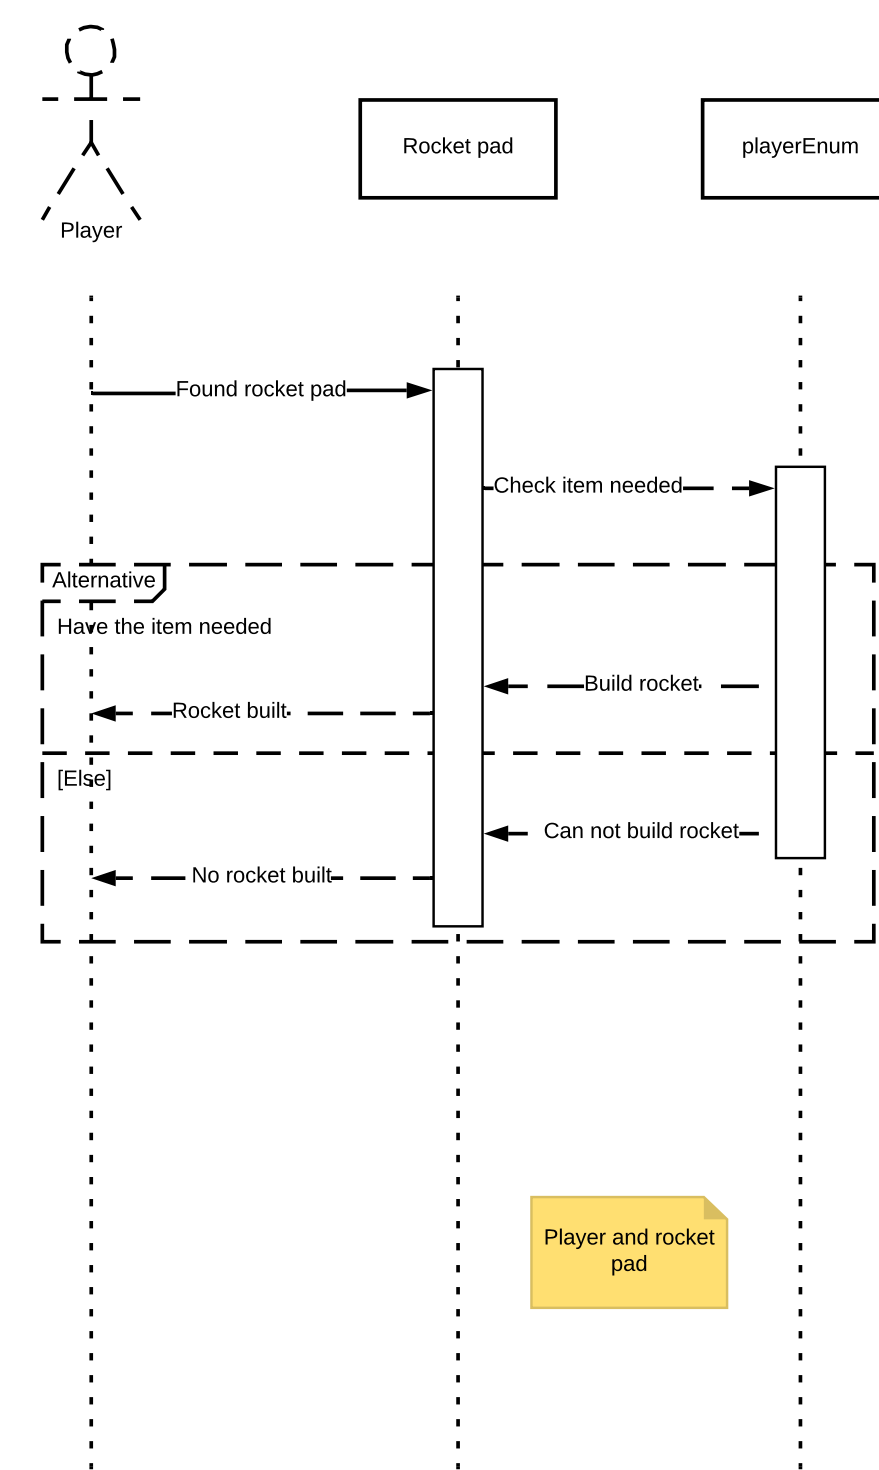 Player
Rocket pad
playerEnum
Found rocket pad
Check item needed
Alternative
Have the item needed
Build rocket
Rocket built
[Else]
Can not build rocket
No rocket built
Player and rocket
pad